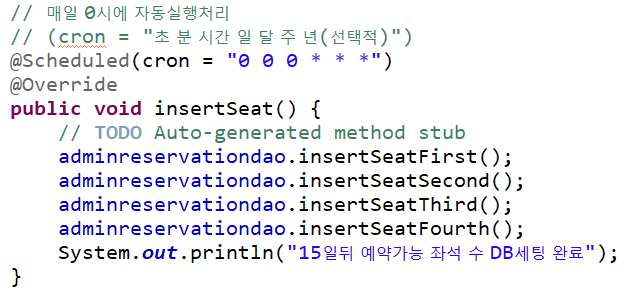 // 매일 0시에 자동실행처리
// (cron = "초 분 시간 일 달 주 년(선택적)")
@Scheduled(cron = "0 0 0 * * *")
@Override
public void insertSeat() {
// TODO Auto-generated method stub
adminreservationdao.insertSeatFirst();
adminreservationdao.insertSeatSecond();
adminreservationdao.insertSeatThird();
adminreservationdao.insertSeatFourth();
System.out.println("15일뒤 예약가능 좌석 수 DB세팅 완료");
}